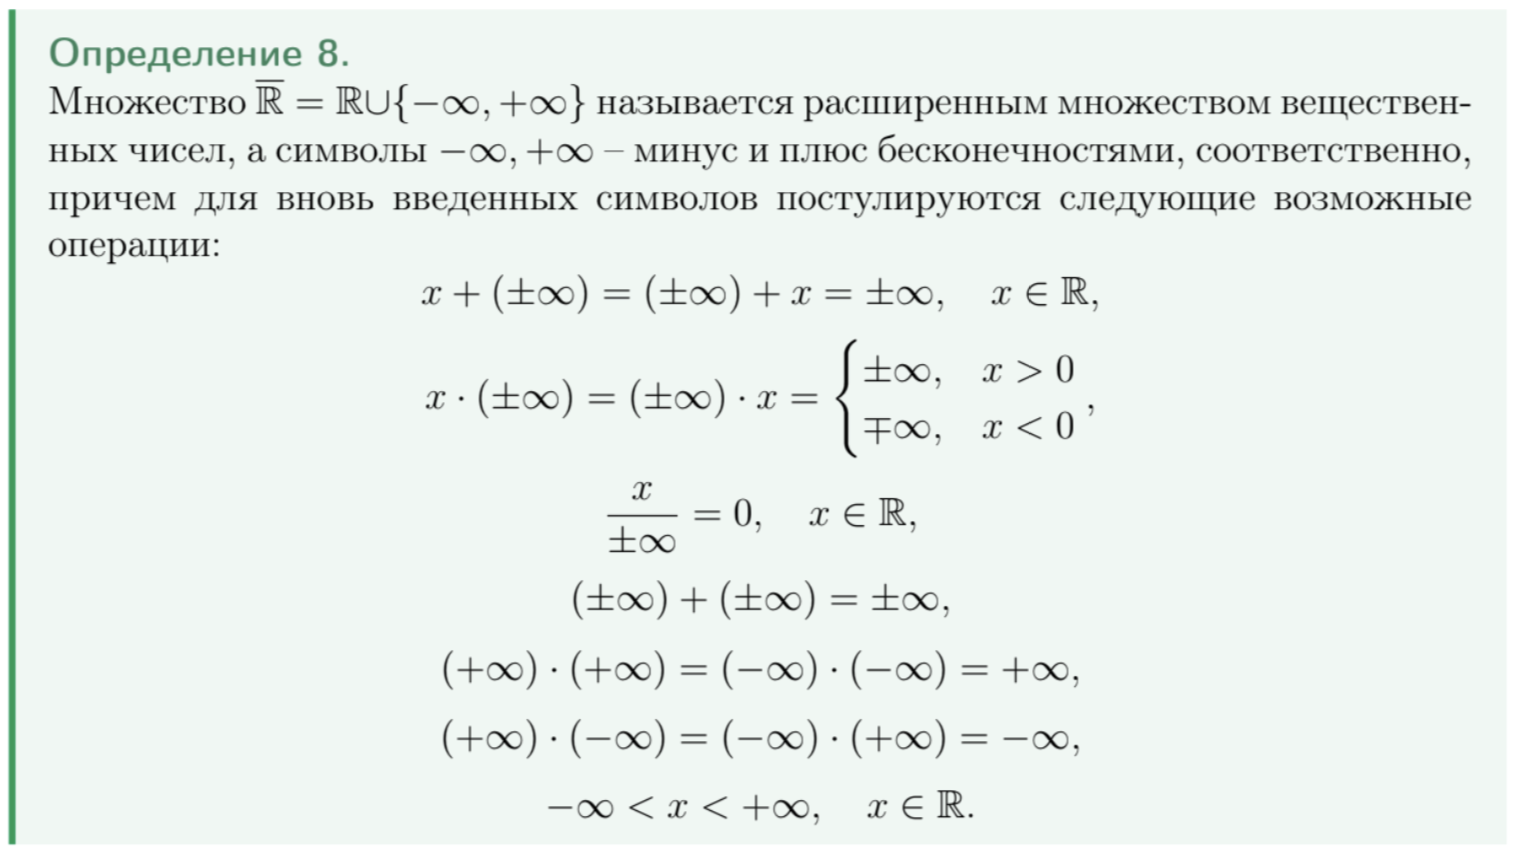 Определение 8.
Множество ℝ̅ = ℝ∪{−∞, +∞} называется расширенным множеством веществен-
ных чисел, а символы −∞, +∞ – минус и плюс бесконечностями, соответственно,
причем для вновь введенных символов постулируются следующие возможные
операции:
x + (±∞) = (±∞) + x = ±∞, x ∈ ℝ,
x · (±∞) = (±∞) · x = { ±∞, x > 0
∓∞, x < 0 ,
x / ±∞ = 0, x ∈ ℝ,
(±∞) + (±∞) = ±∞,
(+∞) · (+∞) = (−∞) · (−∞) = +∞,
(+∞) · (−∞) = (−∞) · (+∞) = −∞,
−∞ < x < +∞, x ∈ ℝ.